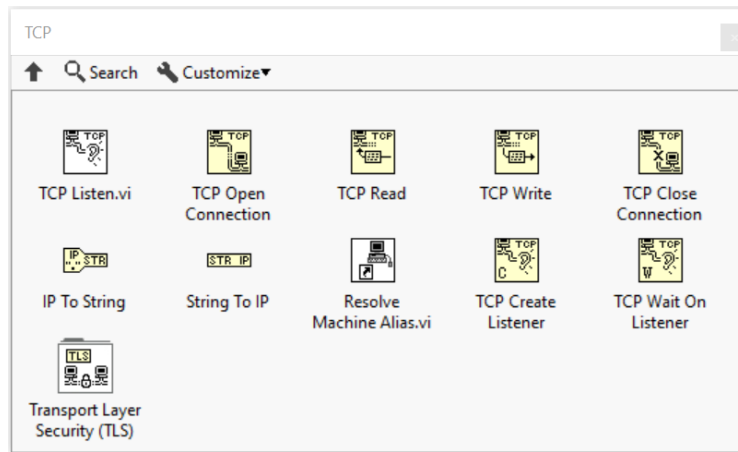 TCP
Search Customize
TCP TCP TCP TCP TCP
TCP Listen.vi TCP Open Connection TCP Read TCP Write TCP Close Connection
IP STR STR IP TCP C TCP W
IP To String String To IP Resolve Machine Alias.vi TCP Create Listener TCP Wait On Listener
TLS
Transport Layer
Security (TLS)